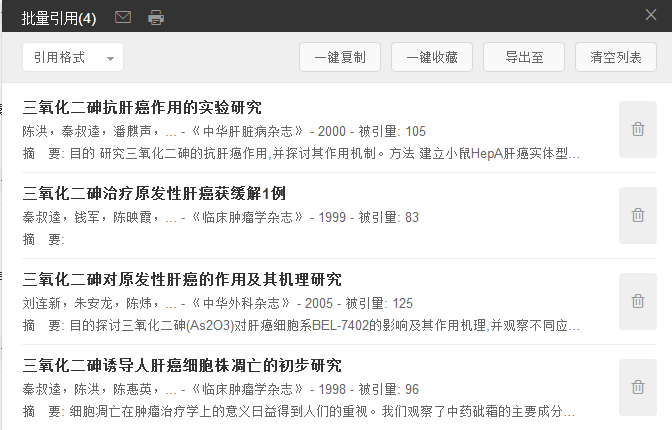 批量引用(4)
引用格式
一键复制
一键收藏
导出至
清空列表
三氧化二砷抗肝癌作用的实验研究
陈洪，秦叔逵，潘麒声，... - 《中华肝脏病杂志》 - 2000 - 被引量: 105
摘 要: 目的 研究三氧化二砷的抗肝癌作用,并探讨其作用机制。方法 建立小鼠HepA肝癌实体型...
三氧化二砷治疗原发性肝癌获缓解1例
秦叔逵，钱军，陈映霞，... - 《临床肿瘤学杂志》 - 1999 - 被引量: 83
摘 要:
三氧化二砷对原发性肝癌的作用及其机理研究
刘连新，朱安龙，陈炜，... - 《中华外科杂志》 - 2005 - 被引量: 125
摘 要: 目的探讨三氧化二砷(As2O3)对肝癌细胞系BEL-7402的影响及其作用机理,并观察不同应...
三氧化二砷诱导人肝癌细胞株凋亡的初步研究
秦叔逵，陈洪，陈惠英，... - 《临床肿瘤学杂志》 - 1998 - 被引量: 96
摘 要: 细胞凋亡在肿瘤治疗学上的意义日益得到人们的重视。我们观察了中药砒霜的主要成分...